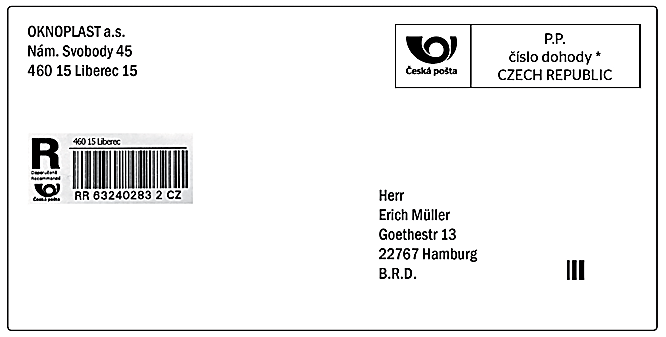 OKNOPLAST a.s.
Nám. Svobody 45
460 15 Liberec 15
Česká pošta
P.P.
číslo dohody *
CZECH REPUBLIC
R
Doporučeně
Recommandé
Česká pošta
460 15 Liberec
RR 63240283 2 CZ
Herr
Erich Müller
Goethestr 13
22767 Hamburg
B.R.D.